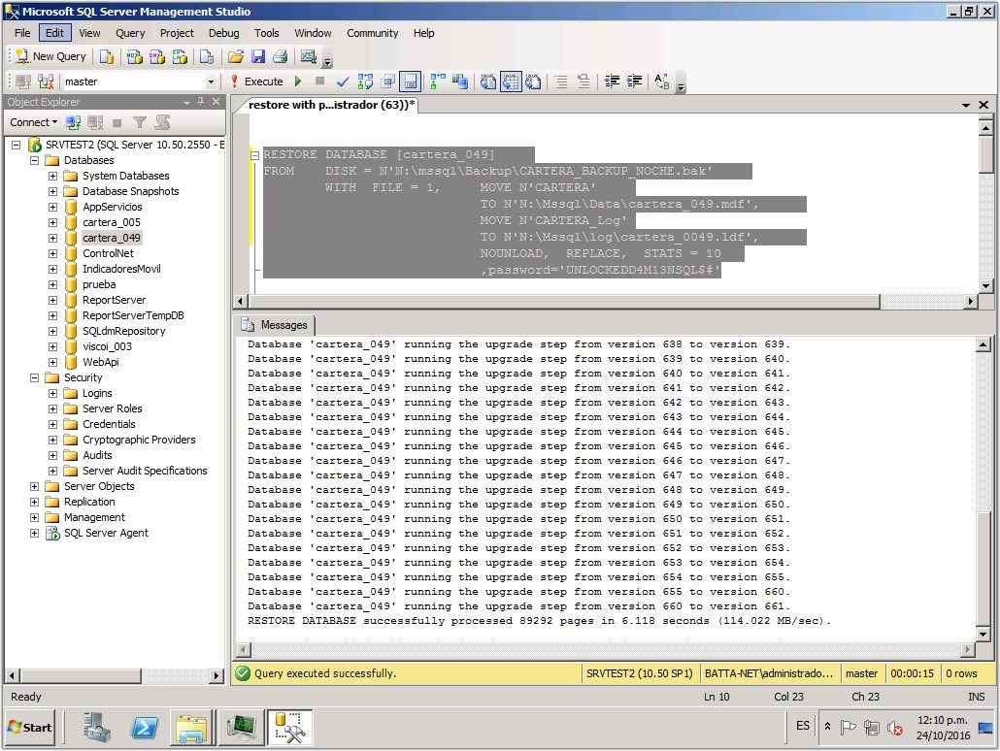 Microsoft SQL Server Management Studio
File Edit View Query Project Debug Tools Window Community Help
New Query
master Execute
Object Explorer
restore with p...istrador (63))*
Connect
SRVTEST2 (SQL Server 10.50.2550 - B
Databases
System Databases
Database Snapshots
AppServicios
cartera_005
cartera_049
ControlNet
IndicadoresMovil
prueba
ReportServer
ReportServerTempDB
SQLdmRepository
viscoi_003
WebApi
Security
Logins
Server Roles
Credentials
Cryptographic Providers
Audits
Server Audit Specifications
Server Objects
Replication
Management
SQL Server Agent
RESTORE DATABASE [cartera_049]
FROM DISK = N'N:\mssql\Backup\CARTERA_BACKUP_NOCHE.bak'
WITH FILE = 1, MOVE N'CARTERA'
TO N'N:\Mssql\Data\cartera_049.mdf',
MOVE N'CARTERA_Log'
TO N'N:\Mssql\log\cartera_0049.ldf',
NOUNLOAD, REPLACE, STATS = 10
,password='UNLOCKEDD4M13NSQL$#'
Messages
Database 'cartera_049' running the upgrade step from version 638 to version 639.
Database 'cartera_049' running the upgrade step from version 639 to version 640.
Database 'cartera_049' running the upgrade step from version 640 to version 641.
Database 'cartera_049' running the upgrade step from version 641 to version 642.
Database 'cartera_049' running the upgrade step from version 642 to version 643.
Database 'cartera_049' running the upgrade step from version 643 to version 644.
Database 'cartera_049' running the upgrade step from version 644 to version 645.
Database 'cartera_049' running the upgrade step from version 645 to version 646.
Database 'cartera_049' running the upgrade step from version 646 to version 647.
Database 'cartera_049' running the upgrade step from version 647 to version 648.
Database 'cartera_049' running the upgrade step from version 648 to version 649.
Database 'cartera_049' running the upgrade step from version 649 to version 650.
Database 'cartera_049' running the upgrade step from version 650 to version 651.
Database 'cartera_049' running the upgrade step from version 651 to version 652.
Database 'cartera_049' running the upgrade step from version 652 to version 653.
Database 'cartera_049' running the upgrade step from version 653 to version 654.
Database 'cartera_049' running the upgrade step from version 654 to version 655.
Database 'cartera_049' running the upgrade step from version 655 to version 660.
Database 'cartera_049' running the upgrade step from version 660 to version 661.
RESTORE DATABASE successfully processed 89292 pages in 6.118 seconds (114.022 MB/sec).
Query executed successfully. SRVTEST2 (10.50 SP1) BATTA-NET\administrado... master 00:00:15 0 rows
Ready Ln 10 Col 23 Ch 23 INS
Start ES 12:10 p.m.
24/10/2016